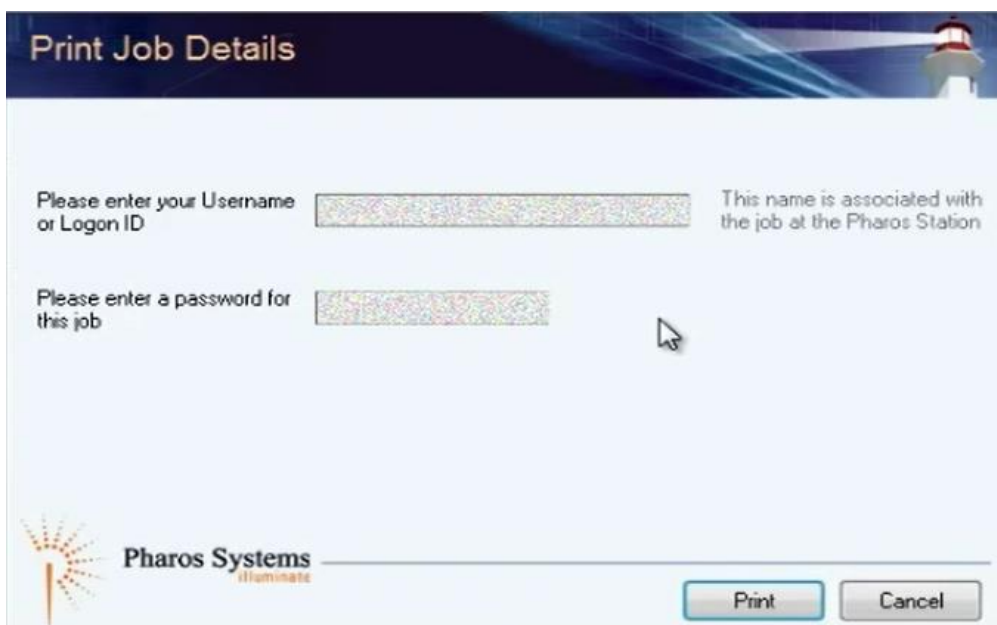 Print Job Details
Please enter your Username
or Logon ID
This name is associated with
the job at the Pharos Station
Please enter a password for
this job
Pharos Systems
illuminate
Print
Cancel